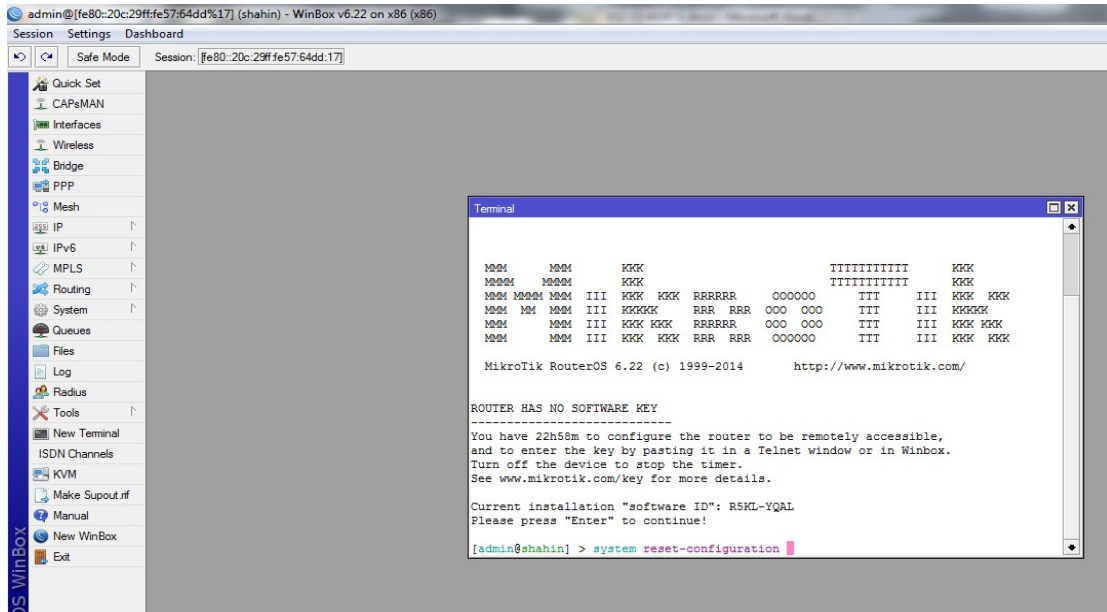 admin@[fe80::20c:29ff:fe57:64dd%17] (shahin) - WinBox v6.22 on x86 (x86)
Session Settings Dashboard
Safe Mode Session: [fe80::20c:29ff:fe57:64dd:17]
Quick Set
CAPsMAN
Interfaces
Wireless
Bridge
PPP
Mesh
IP
IPv6
MPLS
Routing
System
Queues
Files
Log
Radius
Tools
New Terminal
ISDN Channels
KVM
Make Supout.rif
Manual
New WinBox
Exit
OS WinBox
Terminal
MMM MMM KKK TTTTTTTTTTT KKK
MMMM MMMM KKK TTTTTTTTTTT KKK
MMM MMMM MMM III KKK KKK RRRRRR OOOOOO TTT III KKK KKK
MMM MM MMM III KKKKK RRR RRR OOO OOO TTT III KKKKK
MMM MMM III KKK KKK RRRRRR OOO OOO TTT III KKK KKK
MMM MMM III KKK KKK RRR RRR OOOOOO TTT III KKK KKK
MikroTik RouterOS 6.22 (c) 1999-2014 http://www.mikrotik.com/
ROUTER HAS NO SOFTWARE KEY
----------------------------
You have 22h58m to configure the router to be remotely accessible,
and to enter the key by pasting it in a Telnet window or in Winbox.
Turn off the device to stop the timer.
See www.mikrotik.com/key for more details.
Current installation "software ID": R5KL-YQAL
Please press "Enter" to continue!
[admin@shahin] > system reset-configuration